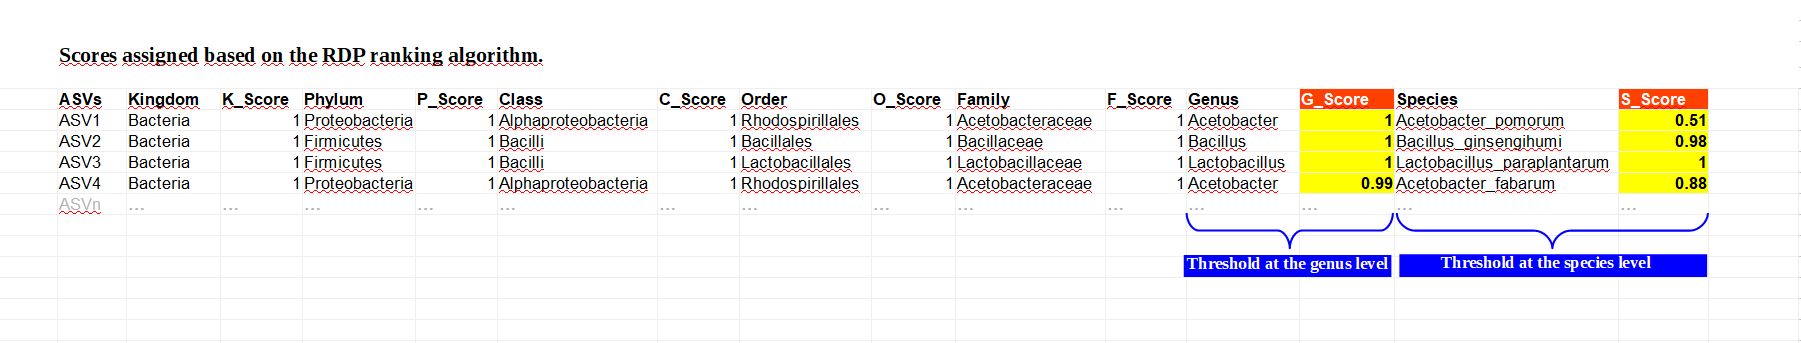 Scores assigned based on the RDP ranking algorithm.
ASVs Kingdom K_Score Phylum P_Score Class C_Score Order O_Score Family F_Score Genus G_Score Species S_Score
ASV1 Bacteria 1 Proteobacteria 1 Alphaproteobacteria 1 Rhodospirillales 1 Acetobacteraceae 1 Acetobacter 1 Acetobacter_pomorum 0.51
ASV2 Bacteria 1 Firmicutes 1 Bacilli 1 Bacillales 1 Bacillaceae 1 Bacillus 1 Bacillus_ginsengihumi 0.98
ASV3 Bacteria 1 Firmicutes 1 Bacilli 1 Lactobacillales 1 Lactobacillaceae 1 Lactobacillus 1 Lactobacillus_paraplantarum 1
ASV4 Bacteria 1 Proteobacteria 1 Alphaproteobacteria 1 Rhodospirillales 1 Acetobacteraceae 1 Acetobacter 0.99 Acetobacter_fabarum 0.88
ASVn ... ... ... ... ... ... ... ... ... ... ... ... ... ...
Threshold at the genus level Threshold at the species level